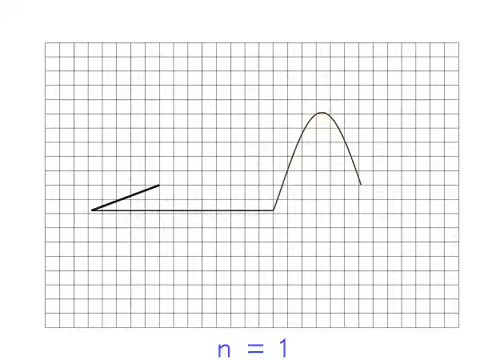 n = 1